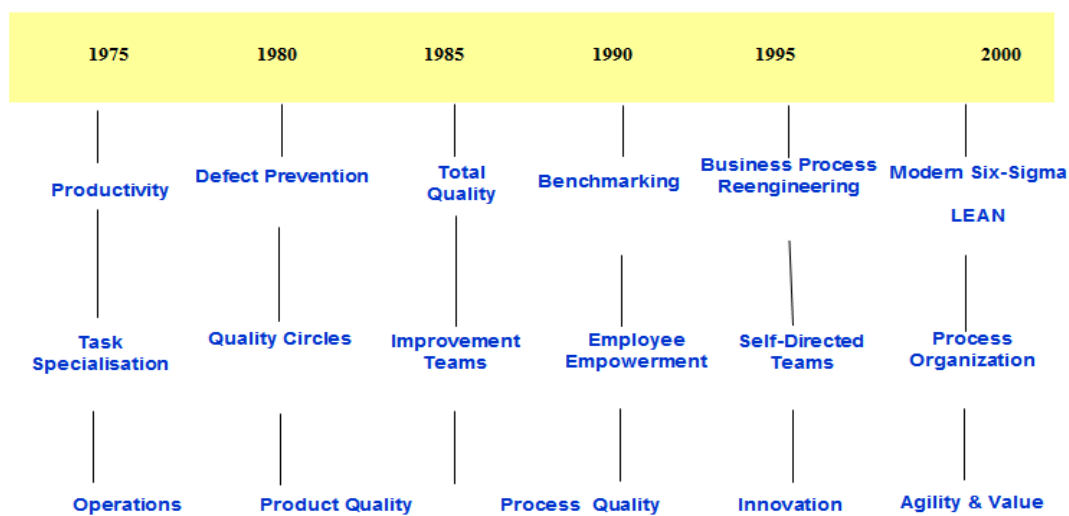 1975 1980 1985 1990 1995 2000
Productivity
Defect Prevention
Total
Quality
Benchmarking
Business Process
Reengineering
Modern Six-Sigma
LEAN
Task
Specialisation
Quality Circles
Improvement
Teams
Employee
Empowerment
Self-Directed
Teams
Process
Organization
Operations
Product Quality
Process Quality
Innovation
Agility & Value